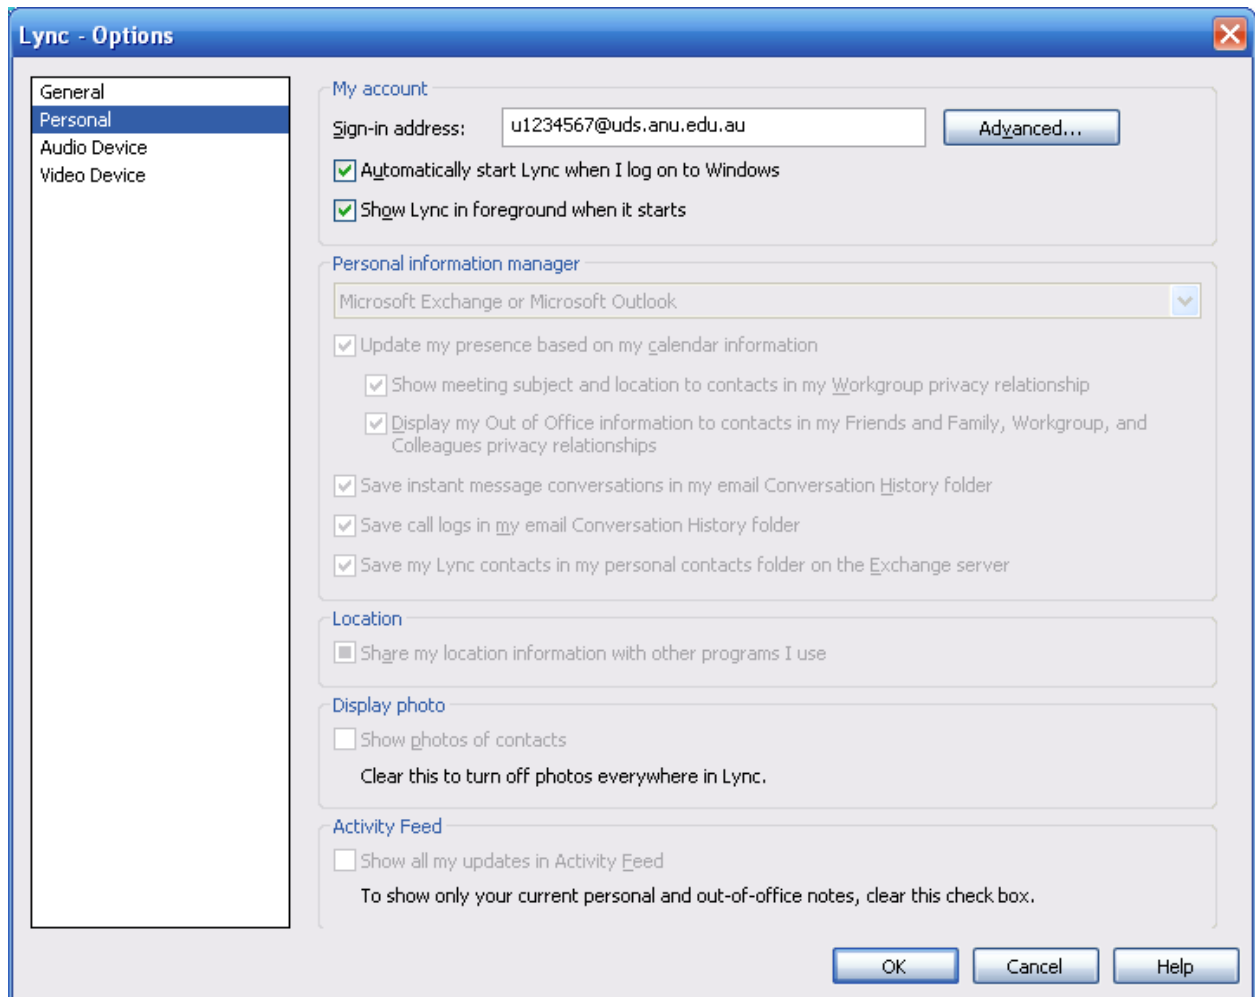 Lync - Options
General
Personal
Audio Device
Video Device
My account
Sign-in address:
u1234567@uds.anu.edu.au
Advanced...
Automatically start Lync when I log on to Windows
Show Lync in foreground when it starts
Personal information manager
Microsoft Exchange or Microsoft Outlook
Update my presence based on my calendar information
Show meeting subject and location to contacts in my Workgroup privacy relationship
Display my Out of Office information to contacts in my Friends and Family, Workgroup, and
Colleagues privacy relationships
Save instant message conversations in my email Conversation History folder
Save call logs in my email Conversation History folder
Save my Lync contacts in my personal contacts folder on the Exchange server
Location
Share my location information with other programs I use
Display photo
Show photos of contacts
Clear this to turn off photos everywhere in Lync.
Activity Feed
Show all my updates in Activity Feed
To show only your current personal and out-of-office notes, clear this check box.
OK
Cancel
Help